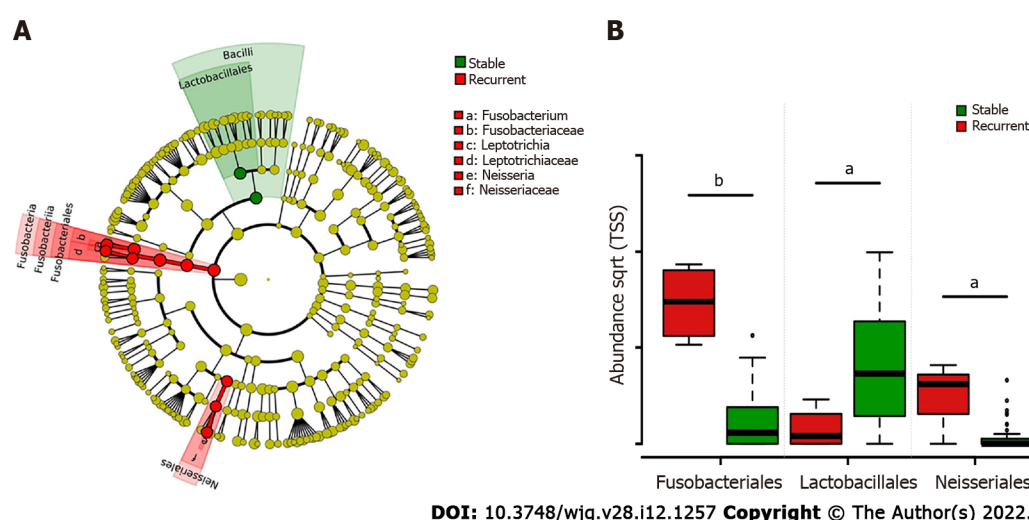 A
Bacilli
Lactobacillales
Stable
Recurrent
a: Fusobacterium
b: Fusobacteriaceae
c: Leptotrichia
d: Leptotrichiaceae
e: Neisseria
f: Neisseriaceae
Fusobacteria
Fusobacteriia
Fusobacteriales
b
d
e
f
Neisseriales
B
Stable
Recurrent
b
a
a
Abundance sqrt (TSS)
Fusobacteriales Lactobacillales Neisseriales
DOI: 10.3748/wjg.v28.i12.1257 Copyright © The Author(s) 2022.